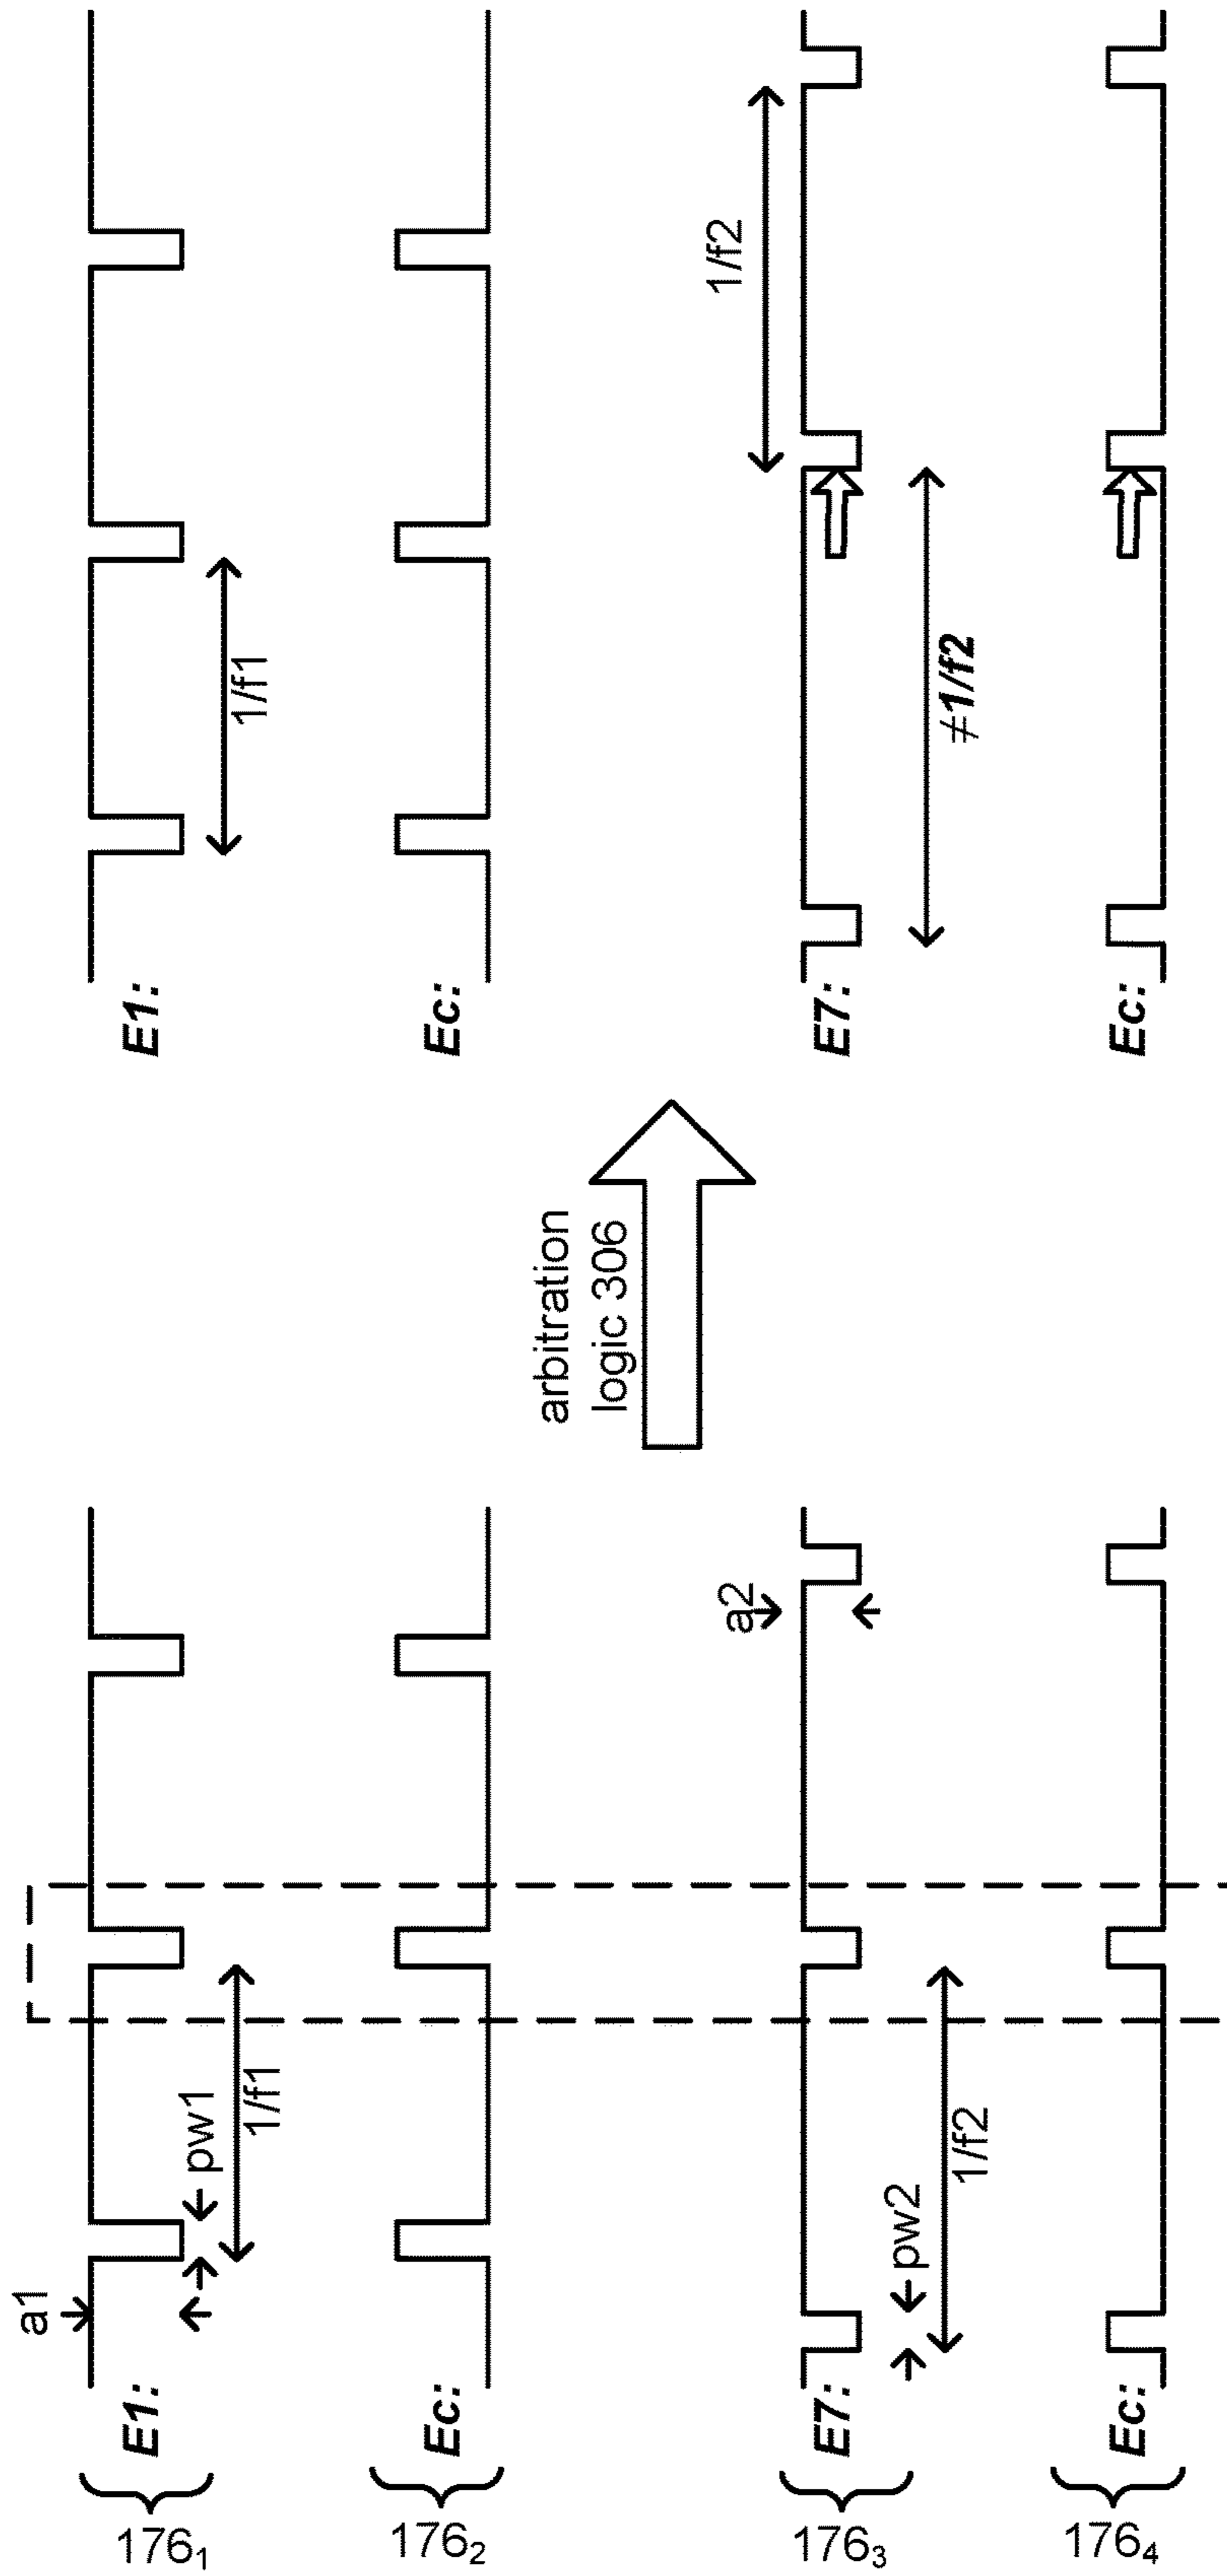 a1
176₁
E1:
pw1
1/f1
176₂
Ec:
176₃
E7:
pw2
1/f2
a2
176₄
Ec:
arbitration
logic 306
E1:
1/f1
Ec:
1/f2
E7:
≠1/f2
Ec: